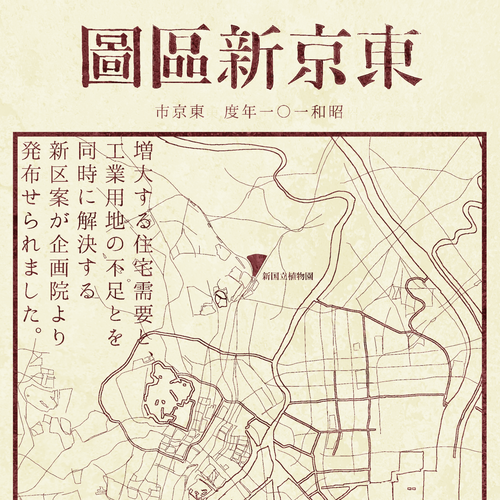 圖區新京東
市京東　度年一〇一和昭
増大する住宅需要と、
工業用地の不足とを
同時に解決する
新区案が企画院より
発布せられました。
新国立植物園